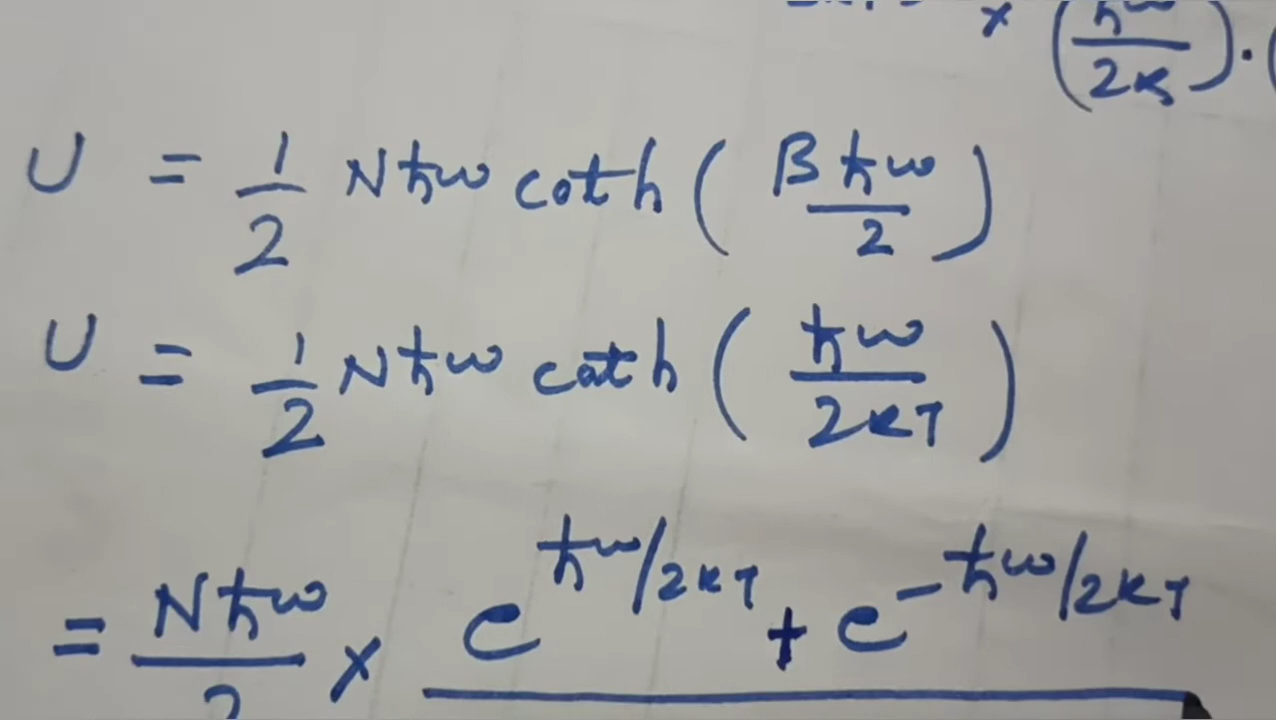 × (ħω/2K) · (
U = 1/2 Nħω coth (βħω/2)
U = 1/2 Nħω coth (ħω/2KT)
= Nħω/2 × e^ħω/2KT + e^-ħω/2KT